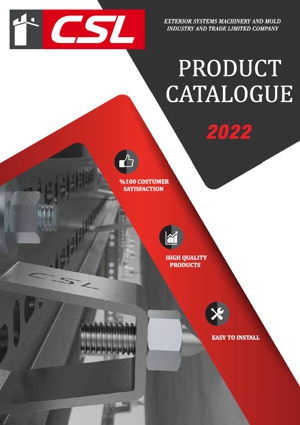 CSL
EXTERIOR SYSTEMS MACHINERY AND MOLD
INDUSTRY AND TRADE LIMITED COMPANY
PRODUCT
CATALOGUE
2022
%100 COSTUMER
SATISFACTION
HIGH QUALITY
PRODUCTS
CSL
EASY TO INSTALL